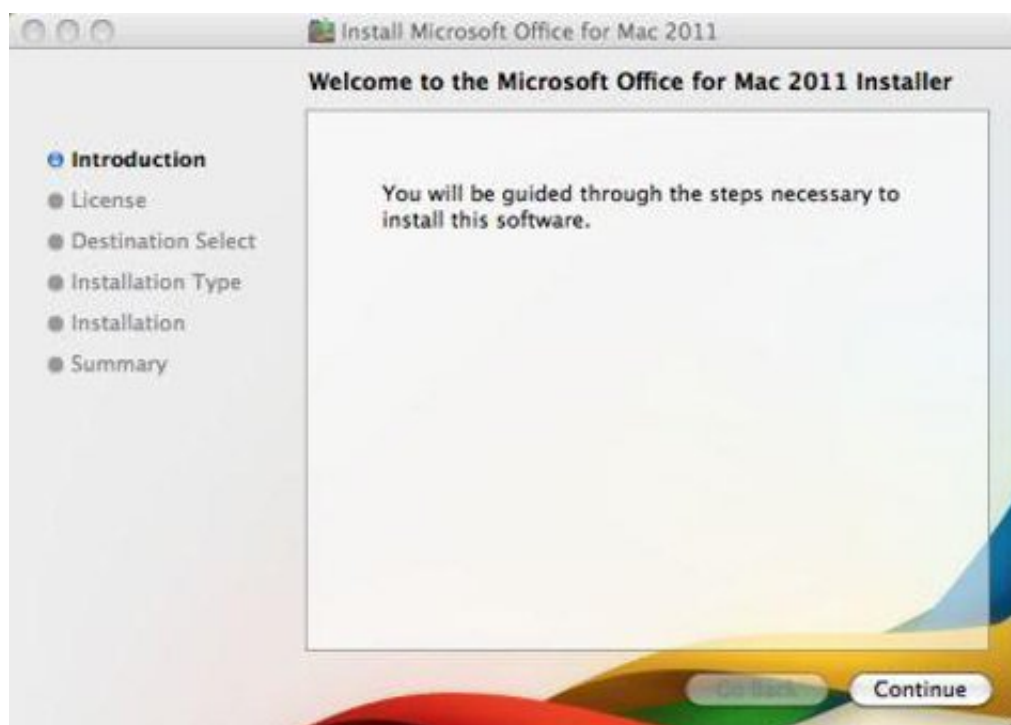 Install Microsoft Office for Mac 2011
Welcome to the Microsoft Office for Mac 2011 Installer
Introduction
License
Destination Select
Installation Type
Installation
Summary
You will be guided through the steps necessary to
install this software.
Go Back
Continue